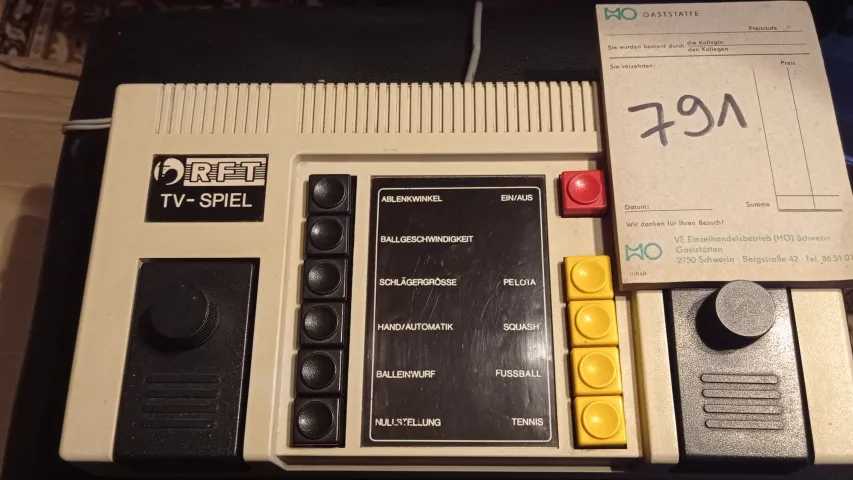 RFT
TV-SPIEL
ABLENKWINKEL EIN/AUS
BALLGESCHWINDIGKEIT
SCHLÄGERGRÖSSE PELOTA
HAND/AUTOMATIK SQUASH
BALLEINWURF FUSSBALL
NULLSTELLUNG TENNIS
HO GASTSTÄTTE
Preisstufe
Sie wurden bedient durch die Kollegin
den Kollegen
Sie verzehrten: Preis
791
Datum: Summe
Wir danken für Ihren Besuch!
HO VE Einzelhandelsbetrieb (HO) Schwerin
Gaststätten
2750 Schwerin · Bergstraße 42 · Tel. 86 51 01